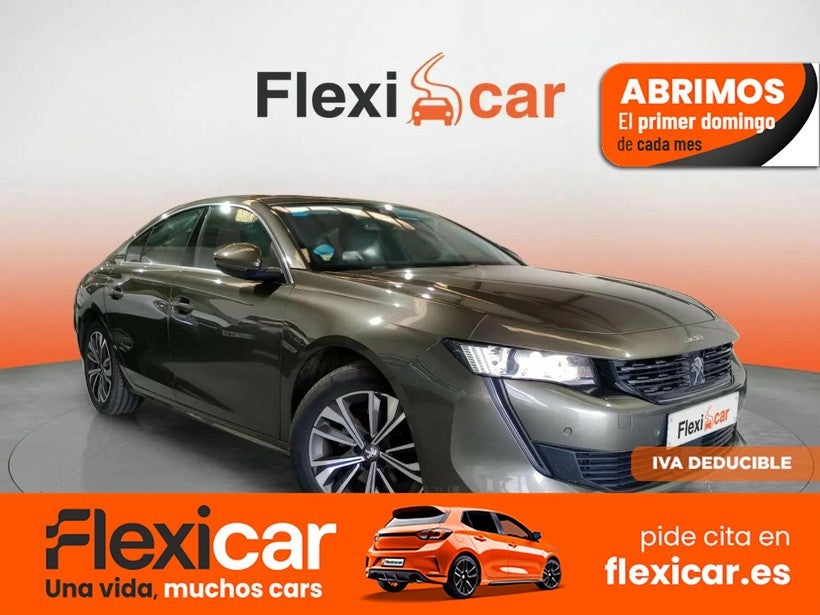 Flexicar
ABRIMOS
El primer domingo
de cada mes
Flexicar
IVA DEDUCIBLE
Flexicar
Una vida, muchos cars
pide cita en
flexicar.es